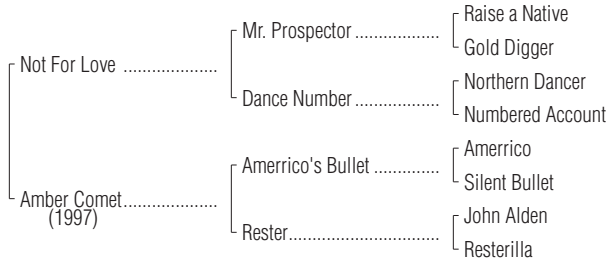 Raise a Native
Mr. Prospector ..................
Gold Digger
Not For Love ....................
Northern Dancer
Dance Number ..................
Numbered Account
Amerrico
Amerrico's Bullet ..............
Silent Bullet
Amber Comet....................
(1997)
John Alden
Rester................................
Resterilla